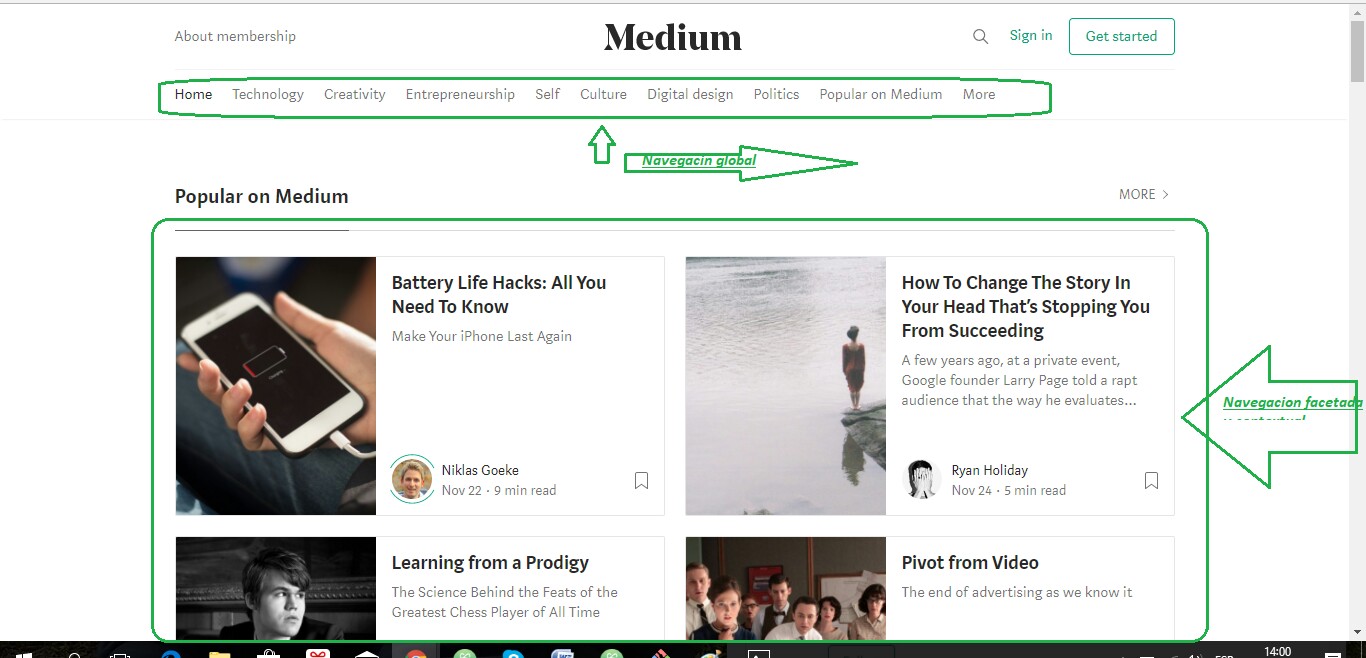 About membership
Medium
Sign in
Get started
Home Technology Creativity Entrepreneurship Self Culture Digital design Politics Popular on Medium More
Navegacin global
Popular on Medium
MORE
Battery Life Hacks: All You
Need To Know
Make Your iPhone Last Again
Niklas Goeke
Nov 22 · 9 min read
How To Change The Story In
Your Head That's Stopping You
From Succeeding
A few years ago, at a private event,
Google founder Larry Page told a rapt
audience that the way he evaluates...
Ryan Holiday
Nov 24 · 5 min read
Navegacion facetada
Learning from a Prodigy
The Science Behind the Feats of the
Greatest Chess Player of All Time
Pivot from Video
The end of advertising as we know it
14:00